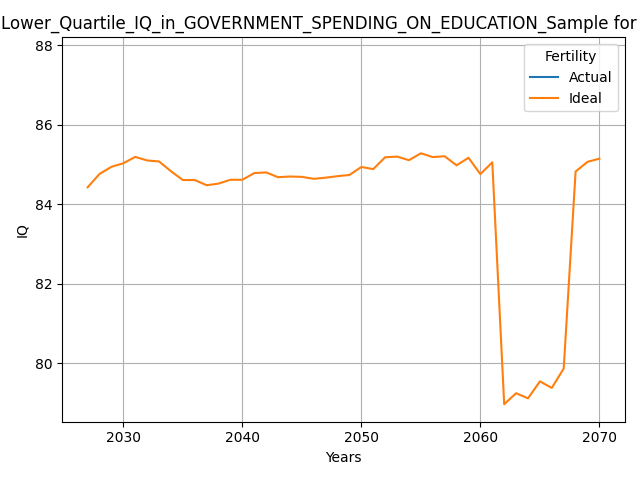 Lower_Quartile_IQ_in_GOVERNMENT_SPENDING_ON_EDUCATION_Sample for
88
86
84
82
80
IQ
Fertility
Actual
Ideal
2030 2040 2050 2060 2070
Years